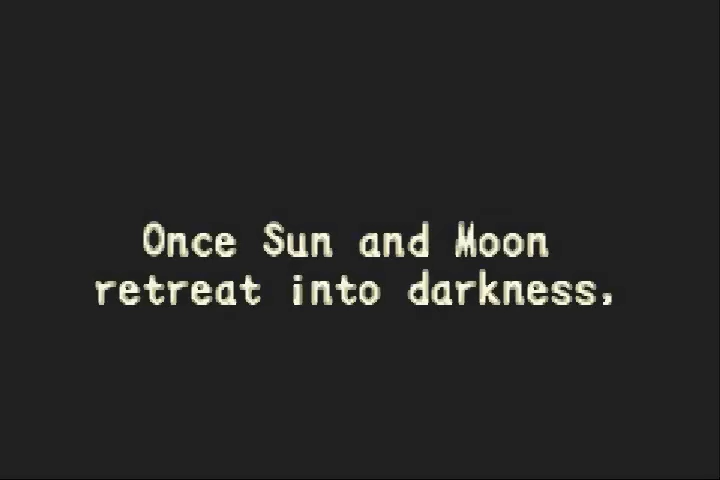 Once Sun and Moon
retreat into darkness,